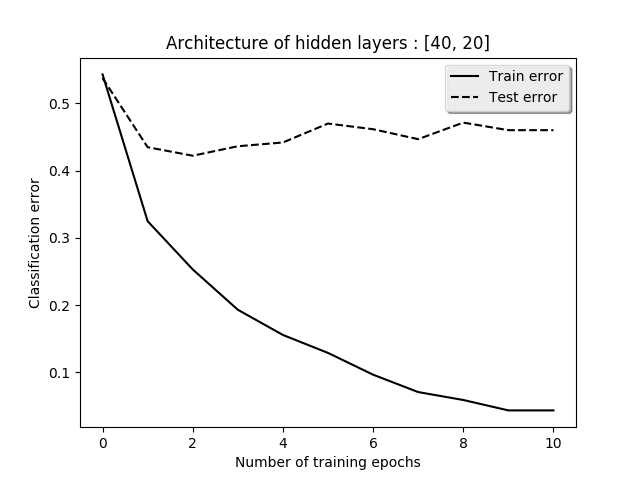 Architecture of hidden layers : [40, 20]
Train error
Test error
0.5
0.4
0.3
0.2
0.1
Classification error
0 2 4 6 8 10
Number of training epochs